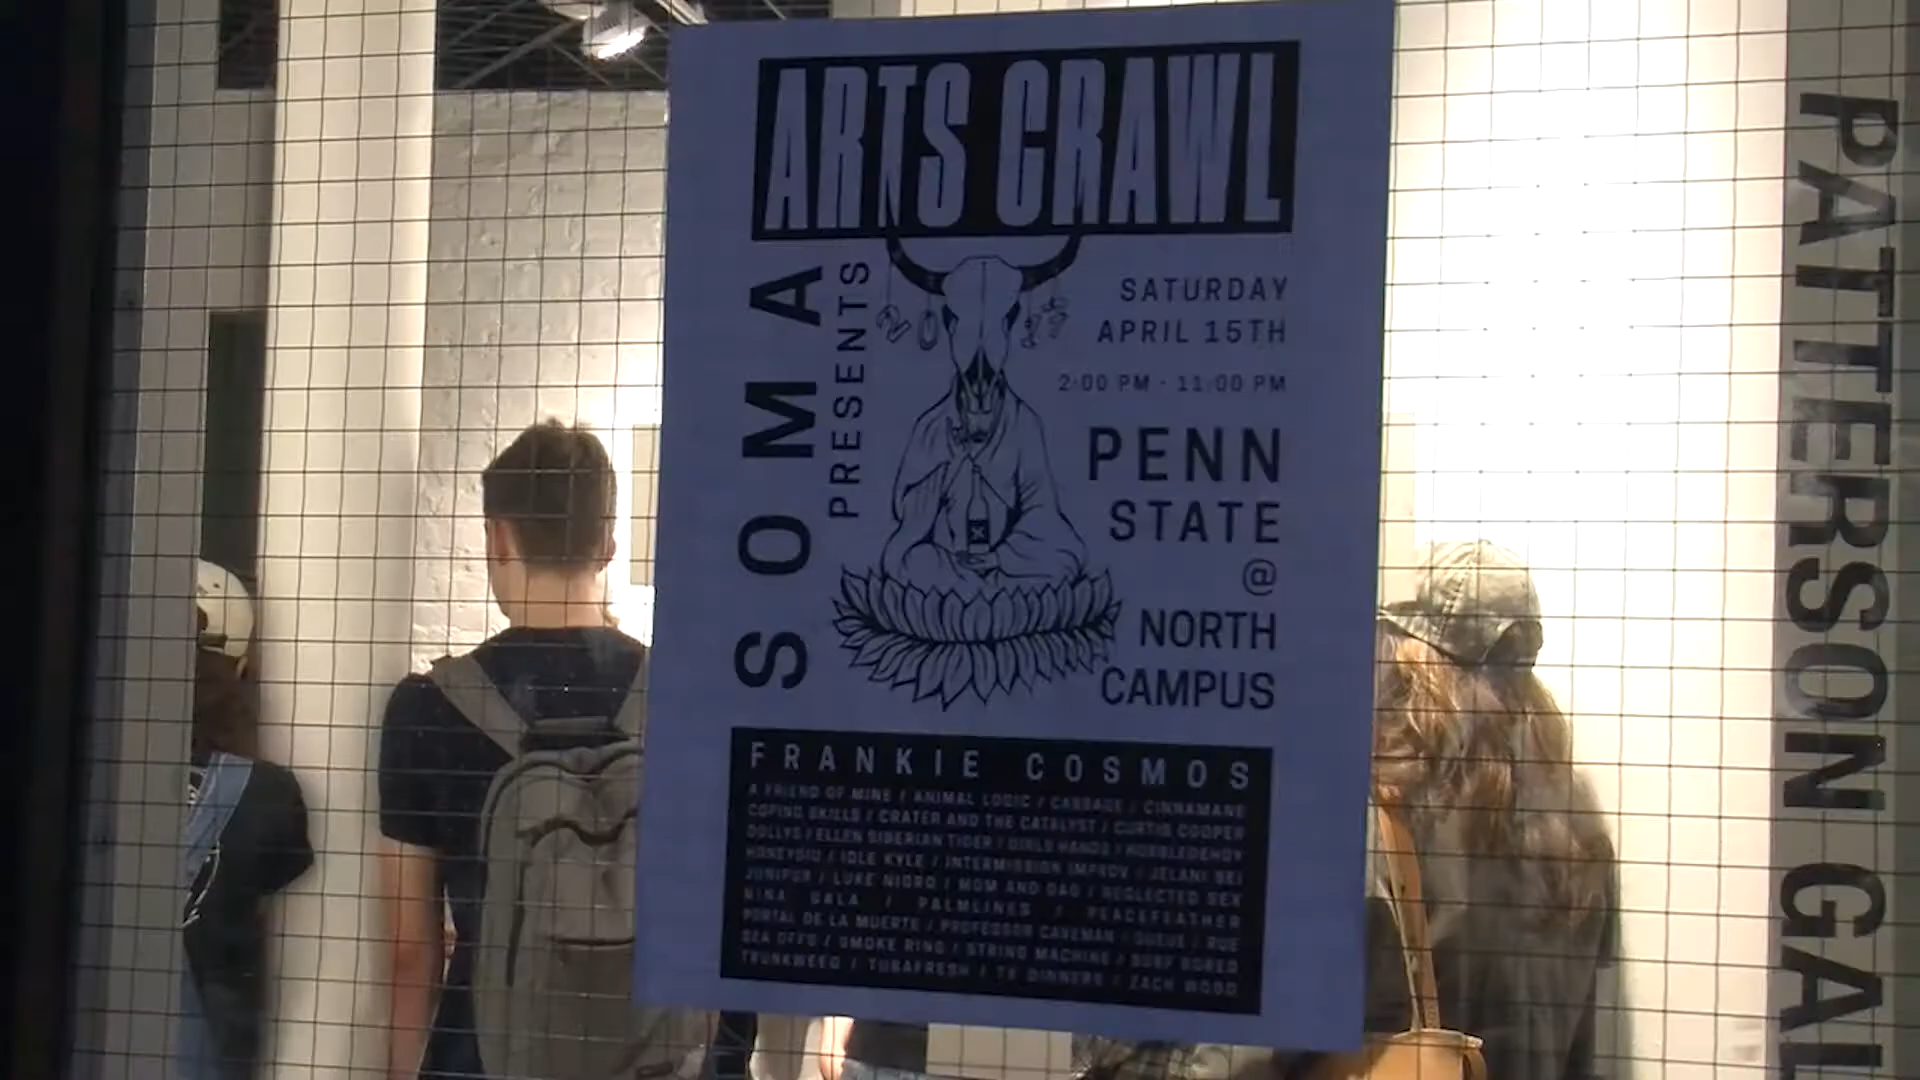 ARTS CRAWL
SOMA
PRESENTS
SATURDAY
APRIL 15TH
2:00 PM - 11:00 PM
PENN
STATE
@
NORTH
CAMPUS
FRANKIE COSMOS
A FRIEND OF MINE / ANIMAL LOGIC / CABBAGE / CINNAMANE
COPING SKILLS / CRATER AND THE CATALYST / CURTIS COOPER
DOLLYS / ELLEN SIBERIAN TIGER / GIRLS HANDS / HOBBLEDEHOY
HONEYDIU / IDLE KYLE / INTERMISSION IMPROV / JELANI SEI
JUNIPUR / LUKE NIGRO / MOM AND DAD / NEGLECTED SEX
NINA GALA / PALMLINES / PEACEFEATHER
PORTAL DE LA MUERTE / PROFESSOR CAVEMAN / QUEUE / RUE
SEA OFFS / SMOKE RING / STRING MACHINE / SURF BORED
TRUNKWEED / TUBAFRESH / TV DINNERS / ZACH WOOD
PATTERSON GAL